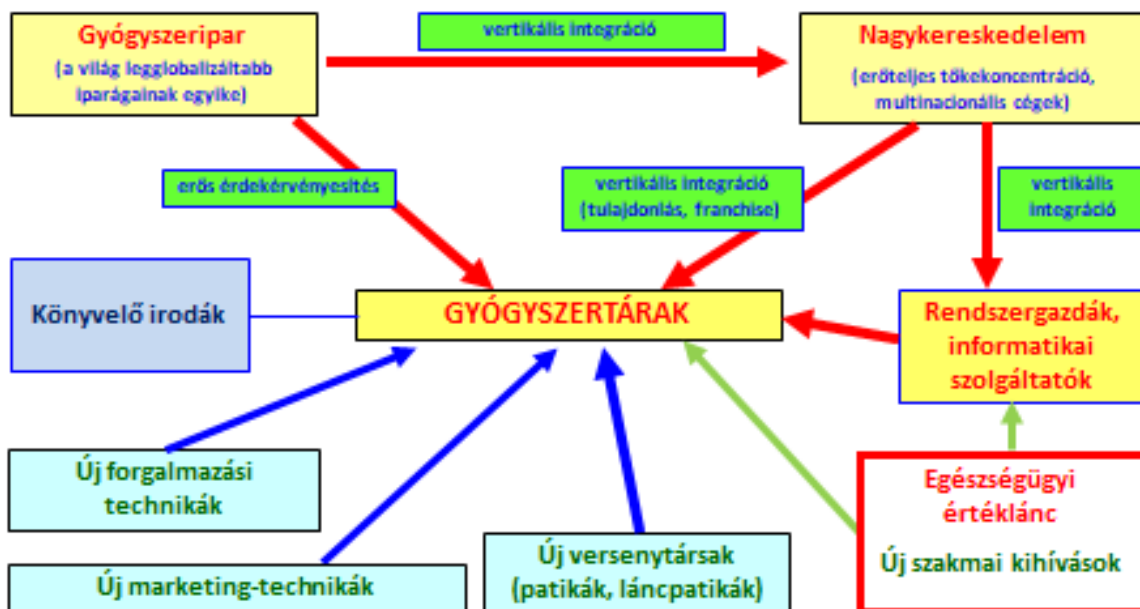 Gyógyszeripar
(a világ legglobalizáltabb
iparágainak egyike)
vertikális integráció
Nagykereskedelem
(erőteljes tőkekoncentráció,
multinacionális cégek)
erős érdekérvényesítés
vertikális integráció
(tulajdonlás, franchise)
vertikális
integráció
Könyvelő irodák
GYÓGYSZERTÁRAK
Rendszergazdák,
informatikai
szolgáltatók
Új forgalmazási
technikák
Új marketing-technikák
Új versenytársak
(patikák, láncpatikák)
Egészségügyi
értéklánc
Új szakmai kihívások